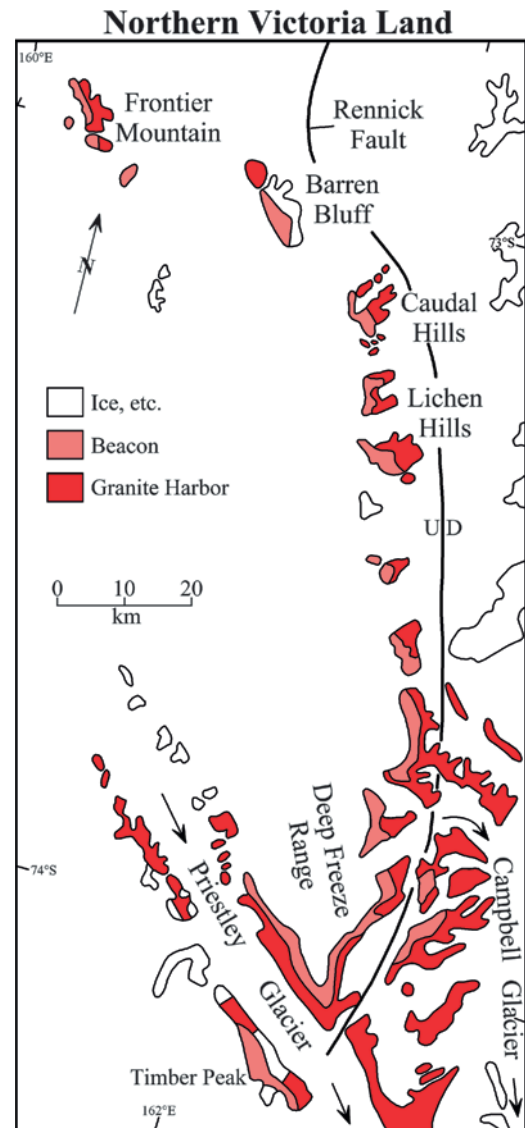 Northern Victoria Land
160°E
Frontier
Mountain
Rennick
Fault
Barren
Bluff
73°S
N
Caudal
Hills
Ice, etc.
Beacon
Granite Harbor
Lichen
Hills
U D
0 10 20
km
Deep Freeze
Range
74°S
Priestley
Glacier
Campbell
Glacier
Timber Peak
162°E